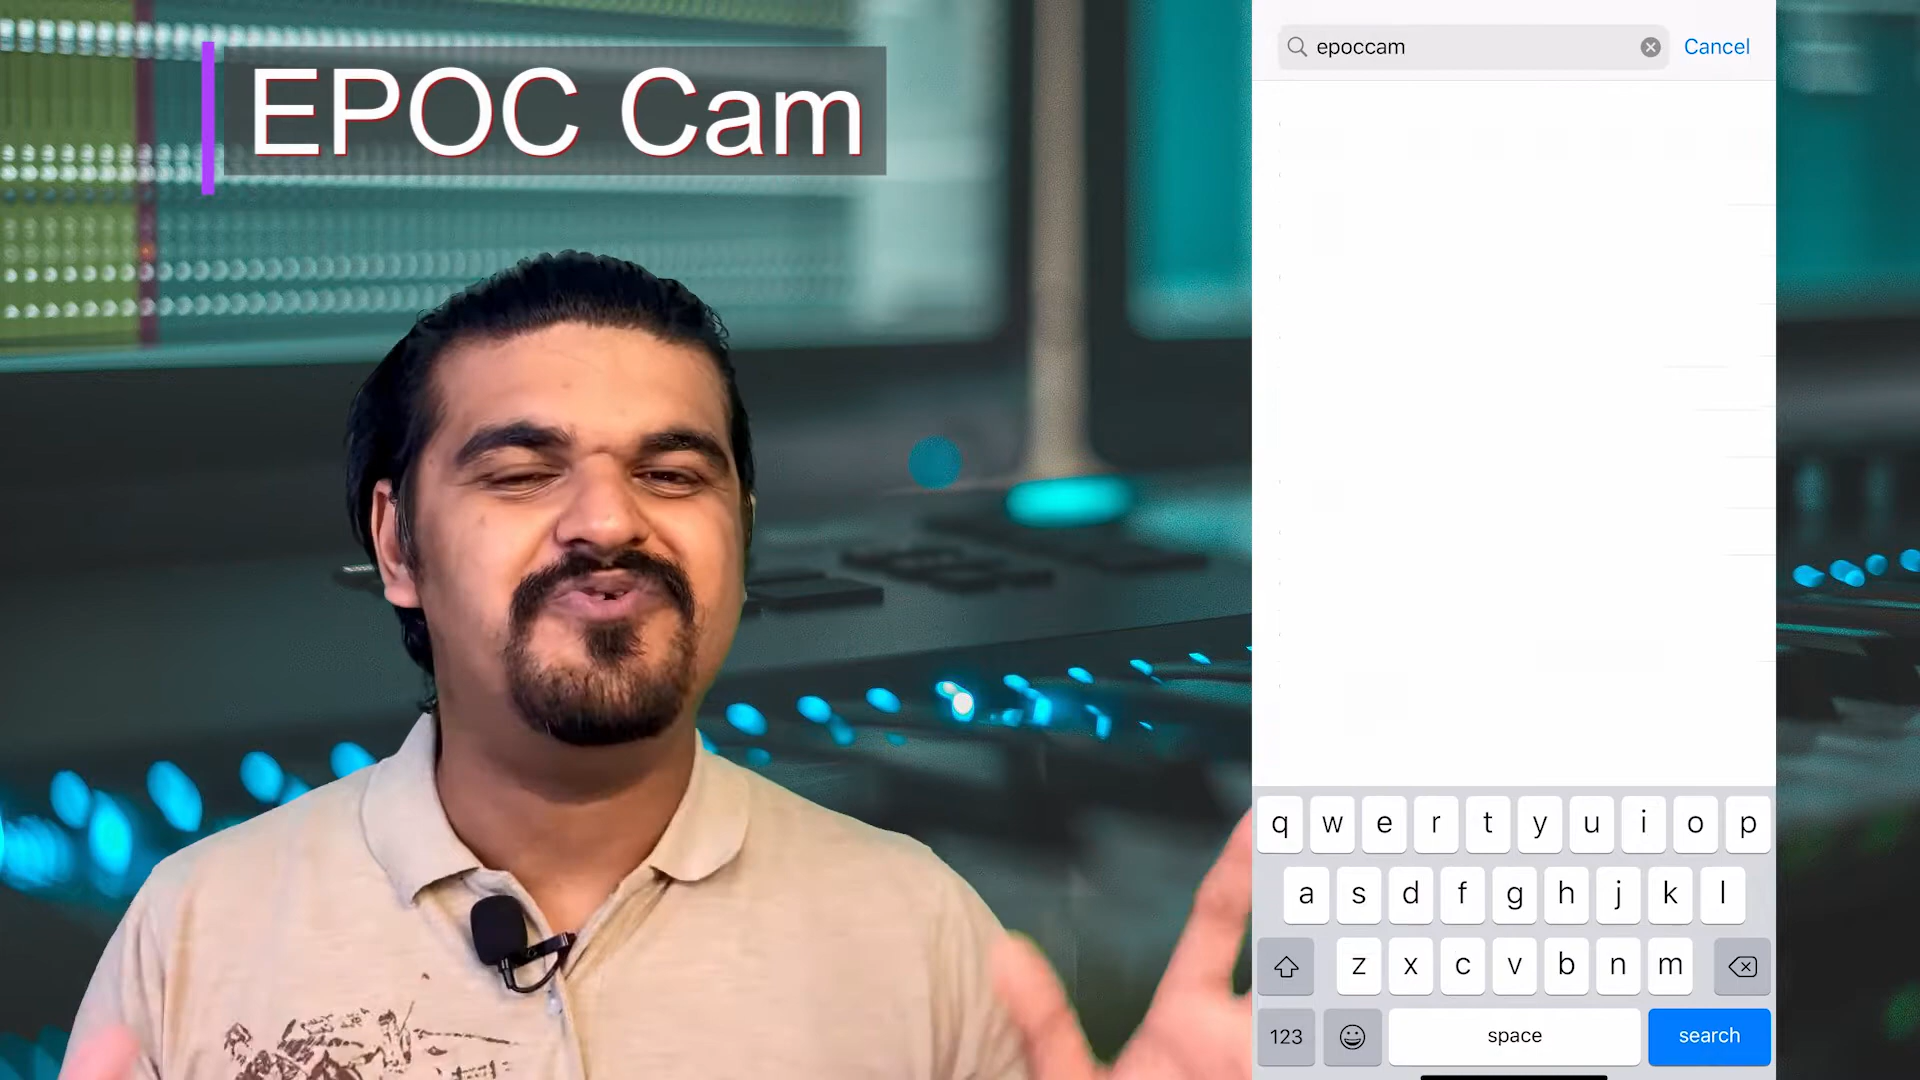 EPOC Cam
epoccam
Cancel
q w e r t y u i o p
a s d f g h j k l
z x c v b n m
123
space
search